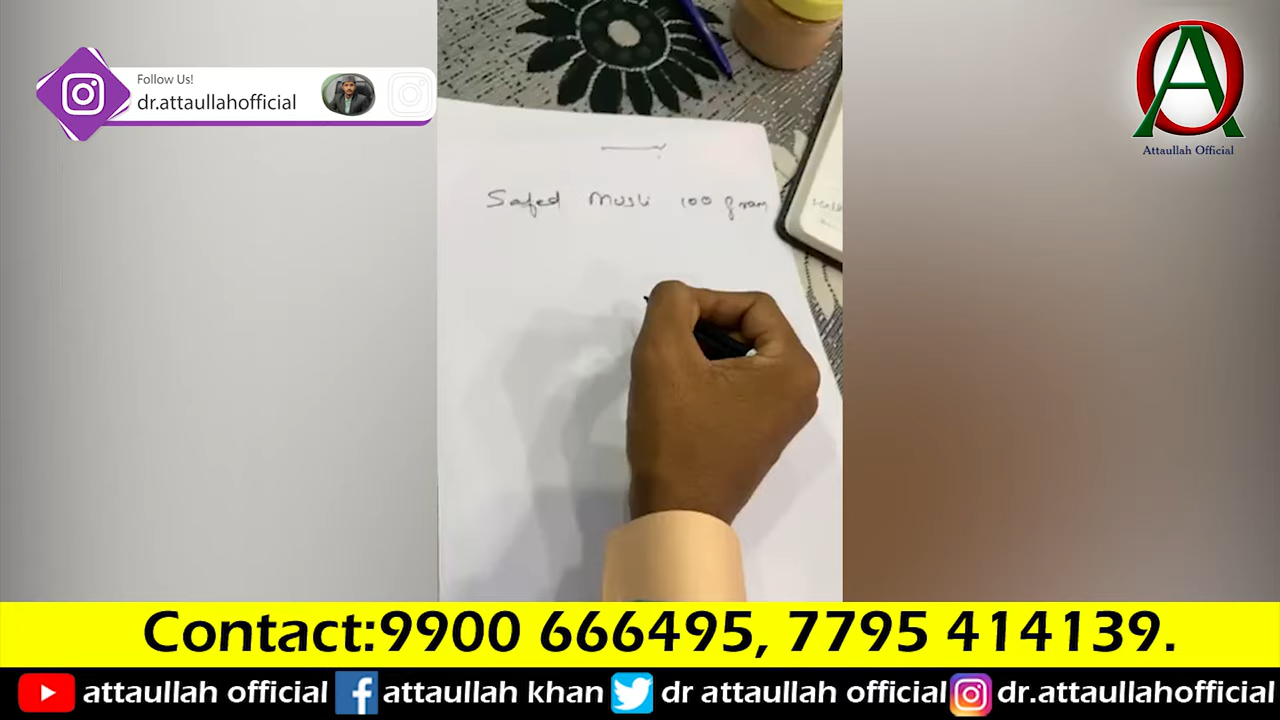 Follow Us!
dr.attaullahofficial
OA
Attaullah Official
Safed Musli 100 gram
Contact:9900 666495, 7795 414139.
attaullah official
attaullah khan
dr attaullah official
dr.attaullahofficial